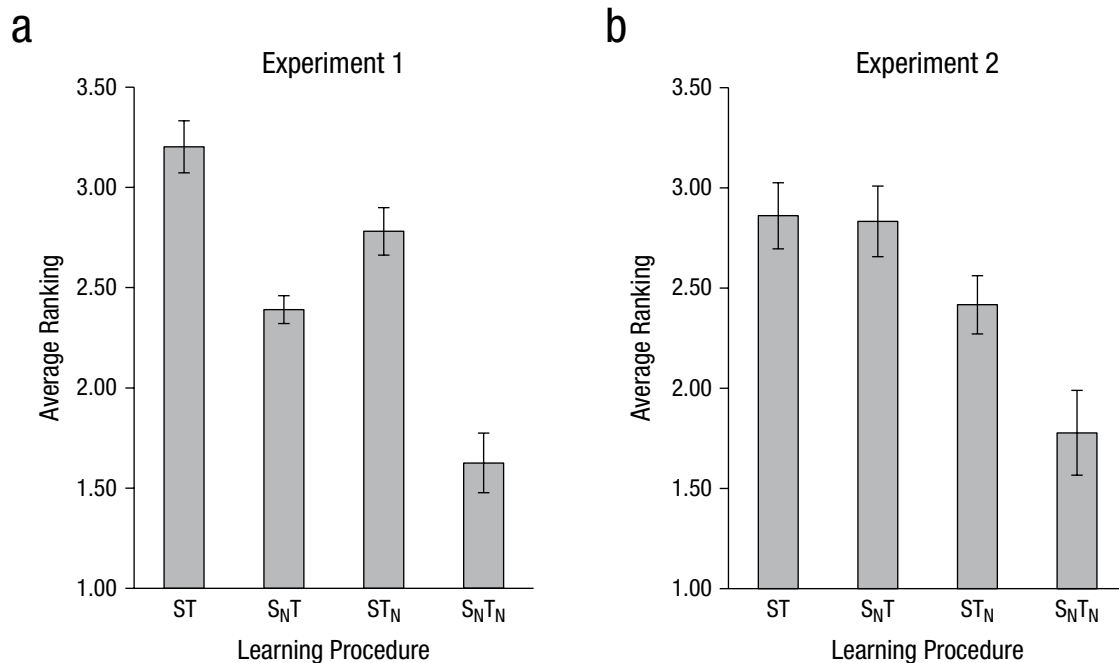 a
Experiment 1
3.50
3.00
2.50
2.00
1.50
1.00
Average Ranking
ST
SNT
STN
SNTN
Learning Procedure
b
Experiment 2
3.50
3.00
2.50
2.00
1.50
1.00
Average Ranking
ST
SNT
STN
SNTN
Learning Procedure